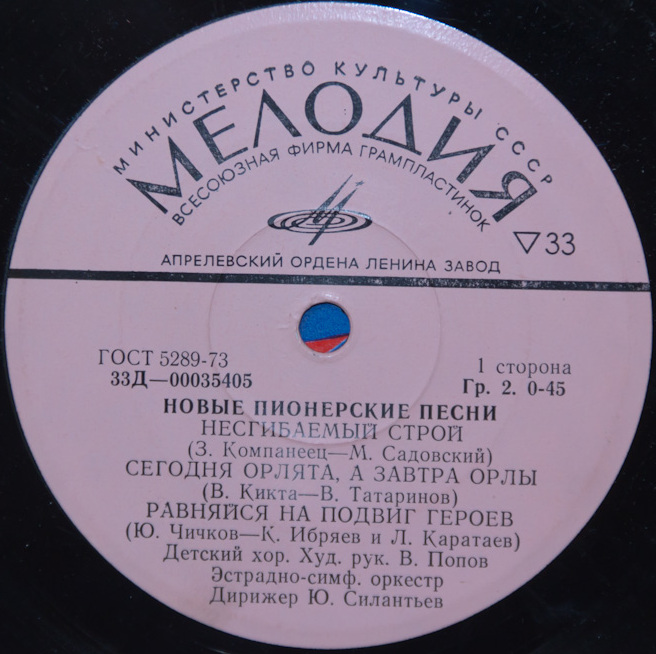 МИНИСТЕРСТВО КУЛЬТУРЫ СССР
МЕЛОДИЯ
ВСЕСОЮЗНАЯ ФИРМА ГРАМПЛАСТИНОК
▽33
АПРЕЛЕВСКИЙ ОРДЕНА ЛЕНИНА ЗАВОД
ГОСТ 5289-73
1 сторона
33Д—00035405
Гр. 2. 0-45
НОВЫЕ ПИОНЕРСКИЕ ПЕСНИ
НЕСГИБАЕМЫЙ СТРОЙ
(З. Компанеец—М. Садовский)
СЕГОДНЯ ОРЛЯТА, А ЗАВТРА ОРЛЫ
(В. Кикта—В. Татаринов)
РАВНЯЙСЯ НА ПОДВИГ ГЕРОЕВ
(Ю. Чичков—К. Ибряев и Л. Каратаев)
Детский хор. Худ. рук. В. Попов
Эстрадно-симф. оркестр
Дирижер Ю. Силантьев